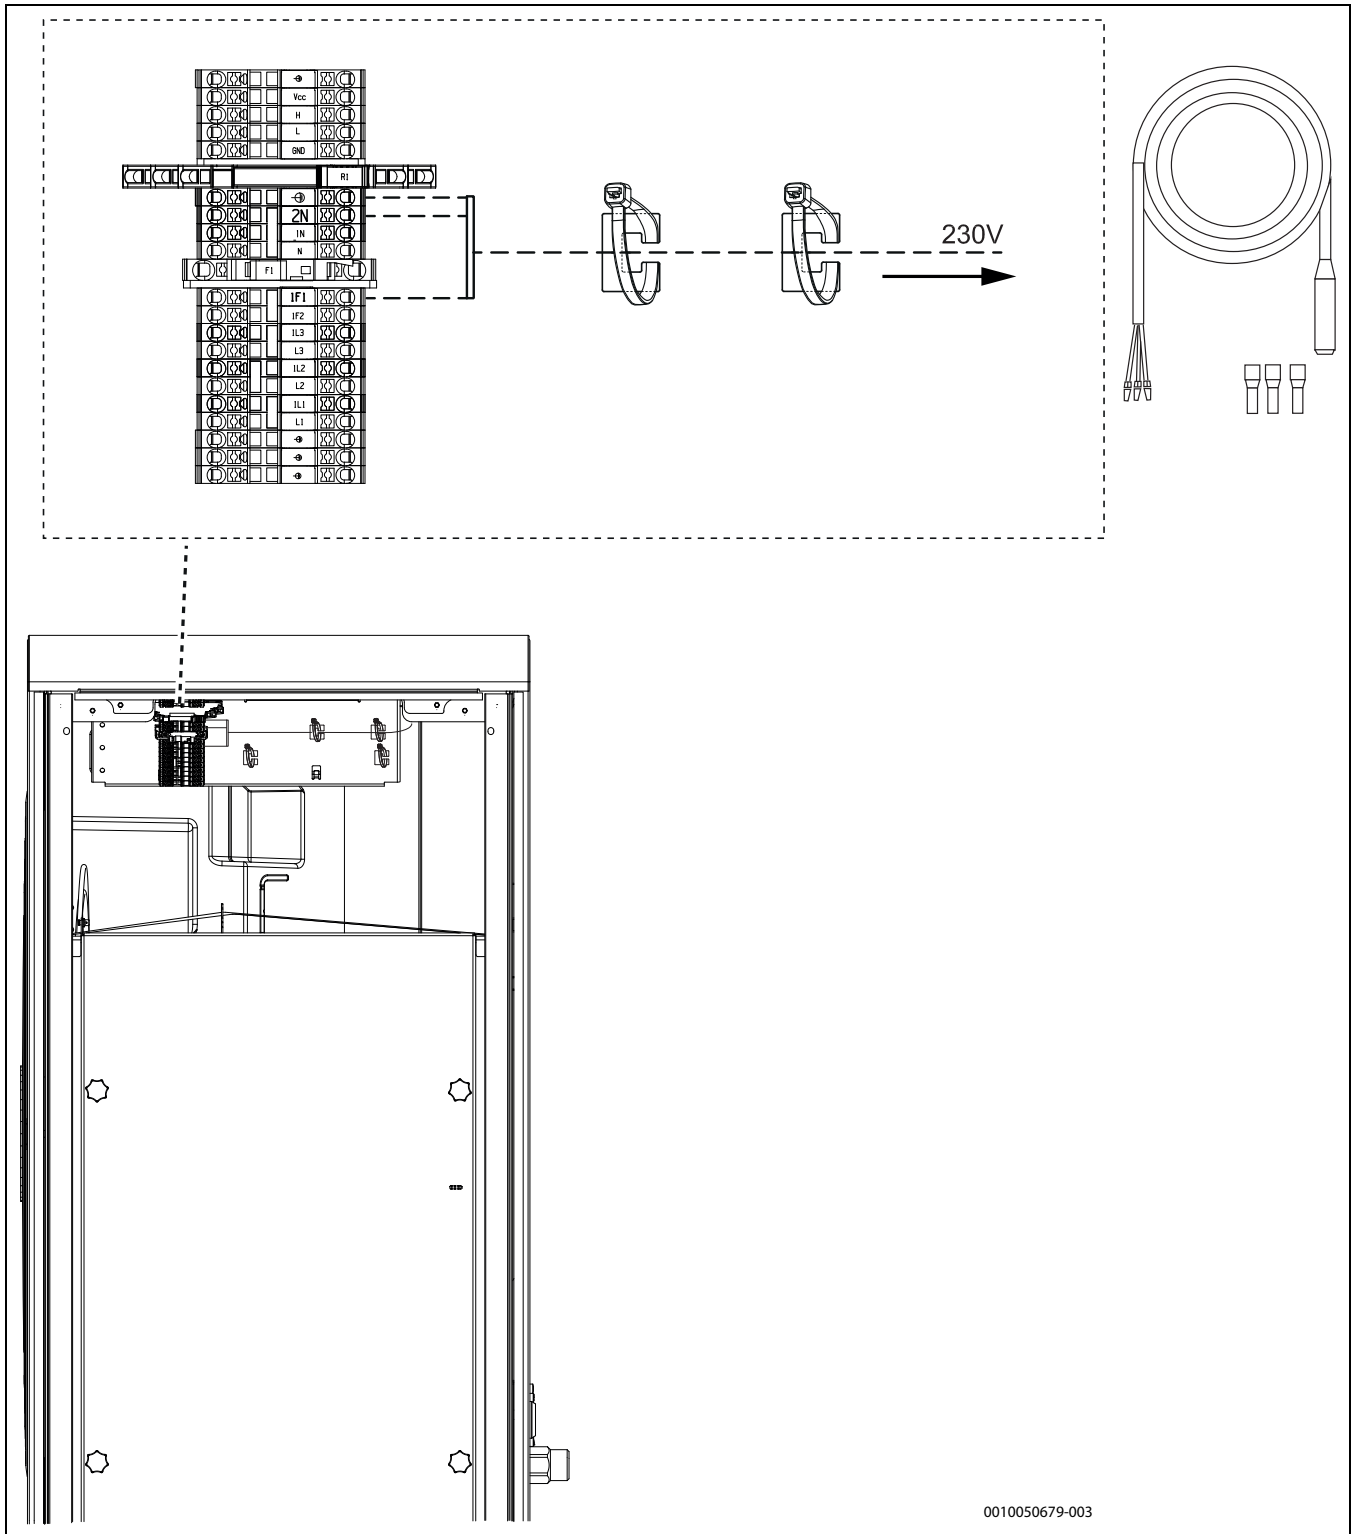 Vcc
H
L
GND
R1
2N
1N
N
F1
1F1
1F2
1L3
L3
1L2
L2
1L1
L1
230V
0010050679-003